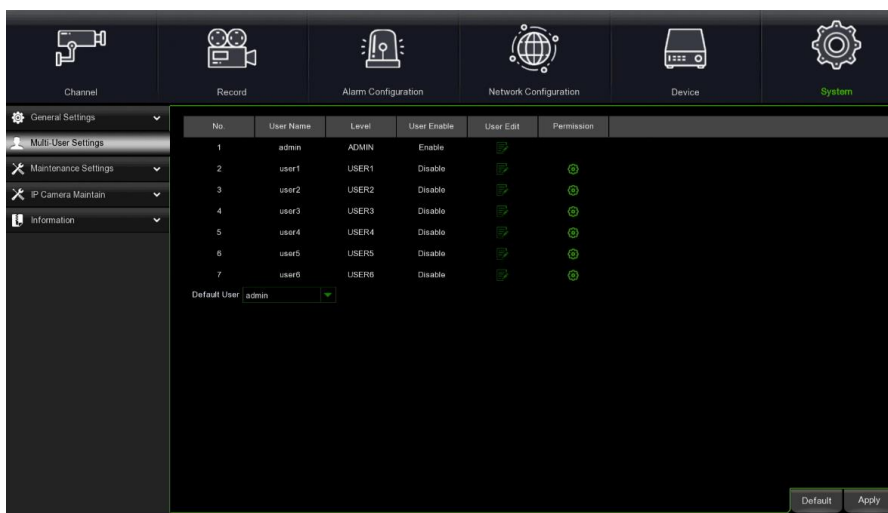 Channel
Record
Alarm Configuration
Network Configuration
Device
System
General Settings
Multi-User Settings
Maintenance Settings
IP Camera Maintain
Information
No. User Name Level User Enable User Edit Permission
1 admin ADMIN Enable
2 user1 USER1 Disable
3 user2 USER2 Disable
4 user3 USER3 Disable
5 user4 USER4 Disable
6 user5 USER5 Disable
7 user6 USER6 Disable
Default User admin
Default Apply